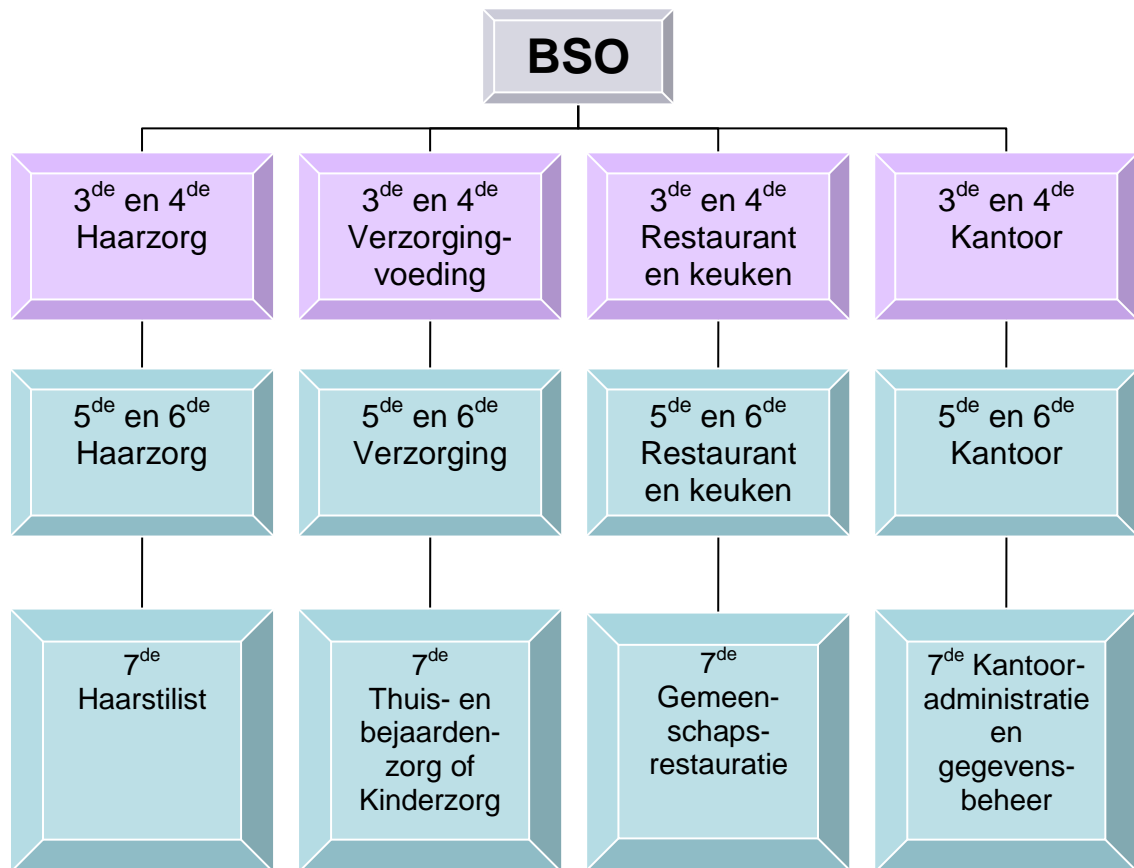 BSO
3de en 4de
Haarzorg
3de en 4de
Verzorging-
voeding
3de en 4de
Restaurant
en keuken
3de en 4de
Kantoor
5de en 6de
Haarzorg
5de en 6de
Verzorging
5de en 6de
Restaurant
en keuken
5de en 6de
Kantoor
7de
Haarstilist
7de
Thuis- en
bejaarden-
zorg of
Kinderzorg
7de
Gemeen-
schaps-
restauratie
7de Kantoor-
administratie
en
gegevens-
beheer